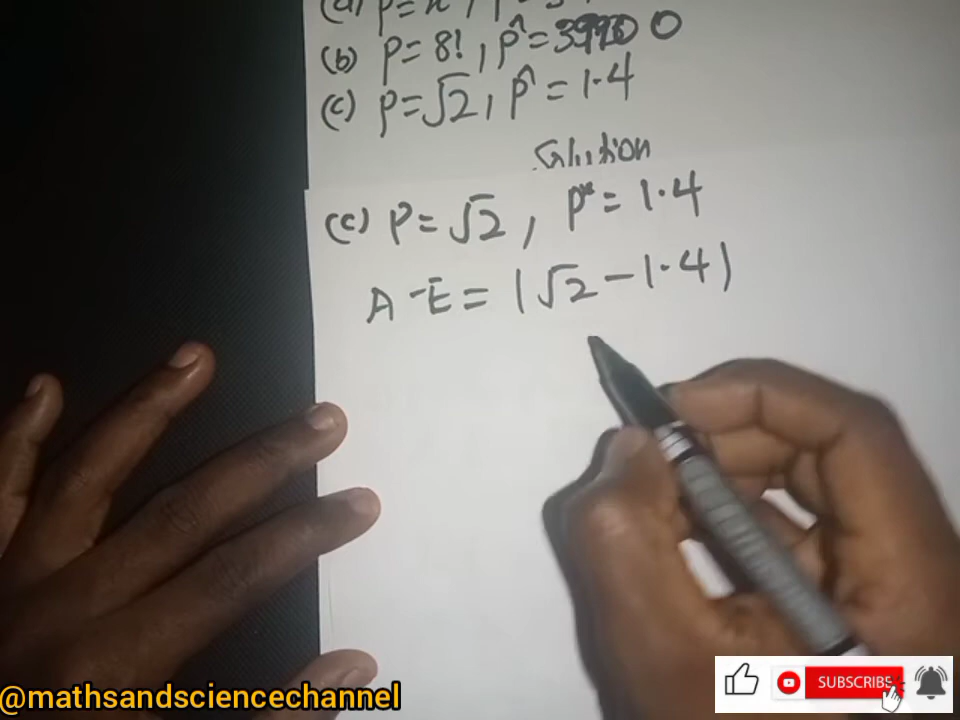 (b) p = 8! , p̂ = 39900
(c) p = √2 , p̂ = 1.4
Solution
(c) P = √2 , P* = 1.4
A-E = |√2 - 1.4|
@mathsandsciencechannel
SUBSCRIBE